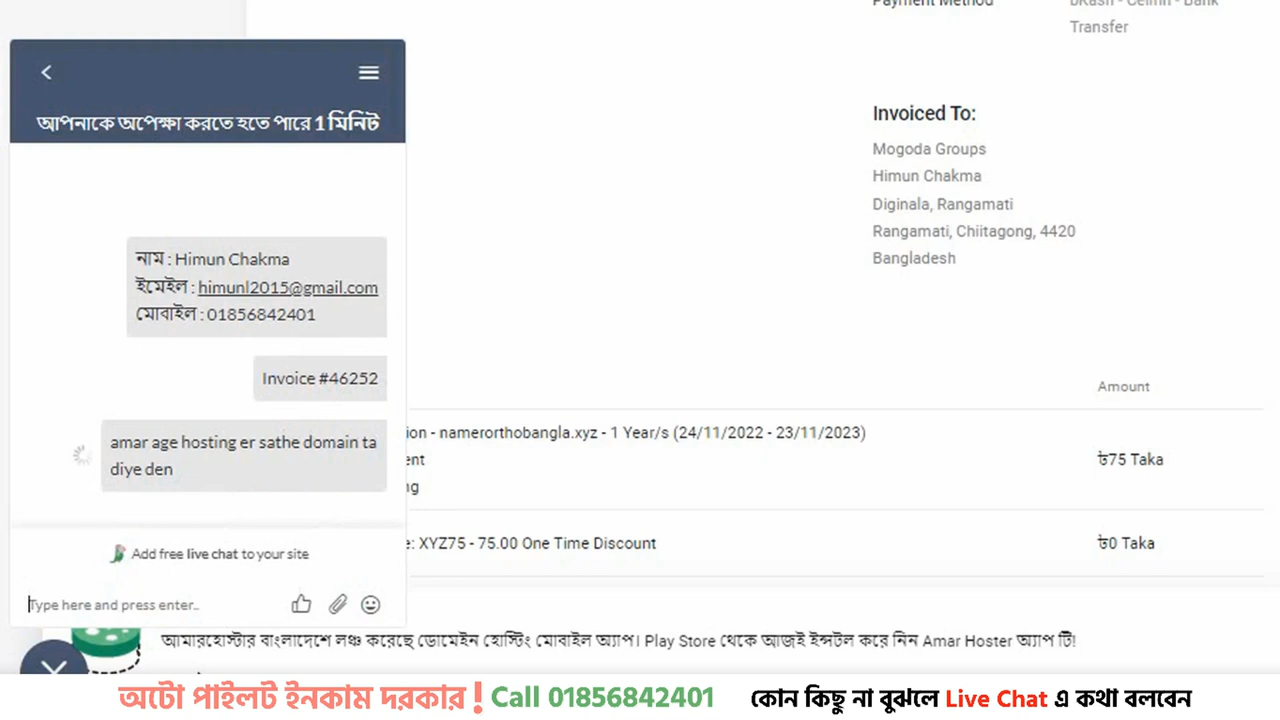 Payment Method
Transfer
আপনাকে অপেক্ষা করতে হতে পারে 1 মিনিট
Invoiced To:
Mogoda Groups
Himun Chakma
Diginala, Rangamati
Rangamati, Chiitagong, 4420
Bangladesh
নাম : Himun Chakma
ইমেইল : himunl2015@gmail.com
মোবাইল : 01856842401
Invoice #46252
amar age hosting er sathe domain ta
diye den
Amount
ion - namerorthobangla.xyz - 1 Year/s (24/11/2022 - 23/11/2023)
ent
ng
৳75 Taka
e: XYZ75 - 75.00 One Time Discount
৳0 Taka
Add free live chat to your site
Type here and press enter..
আমারহোস্টার বাংলাদেশে লঞ্চ করেছে ডোমেইন হোস্টিং মোবাইল অ্যাপ। Play Store থেকে আজই ইন্সটল করে নিন Amar Hoster অ্যাপ টি!
অটো পাইলট ইনকাম দরকার ! Call 01856842401 কোন কিছু না বুঝলে Live Chat এ কথা বলবেন